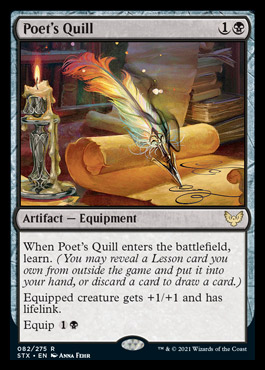 Poet's Quill 1
Artifact — Equipment
When Poet's Quill enters the battlefield,
learn. (You may reveal a Lesson card you
own from outside the game and put it into
your hand, or discard a card to draw a card.)
Equipped creature gets +1/+1 and has
lifelink.
Equip 1
082/275 R
STX • EN Anna Fehr
™ & © 2021 Wizards of the Coast